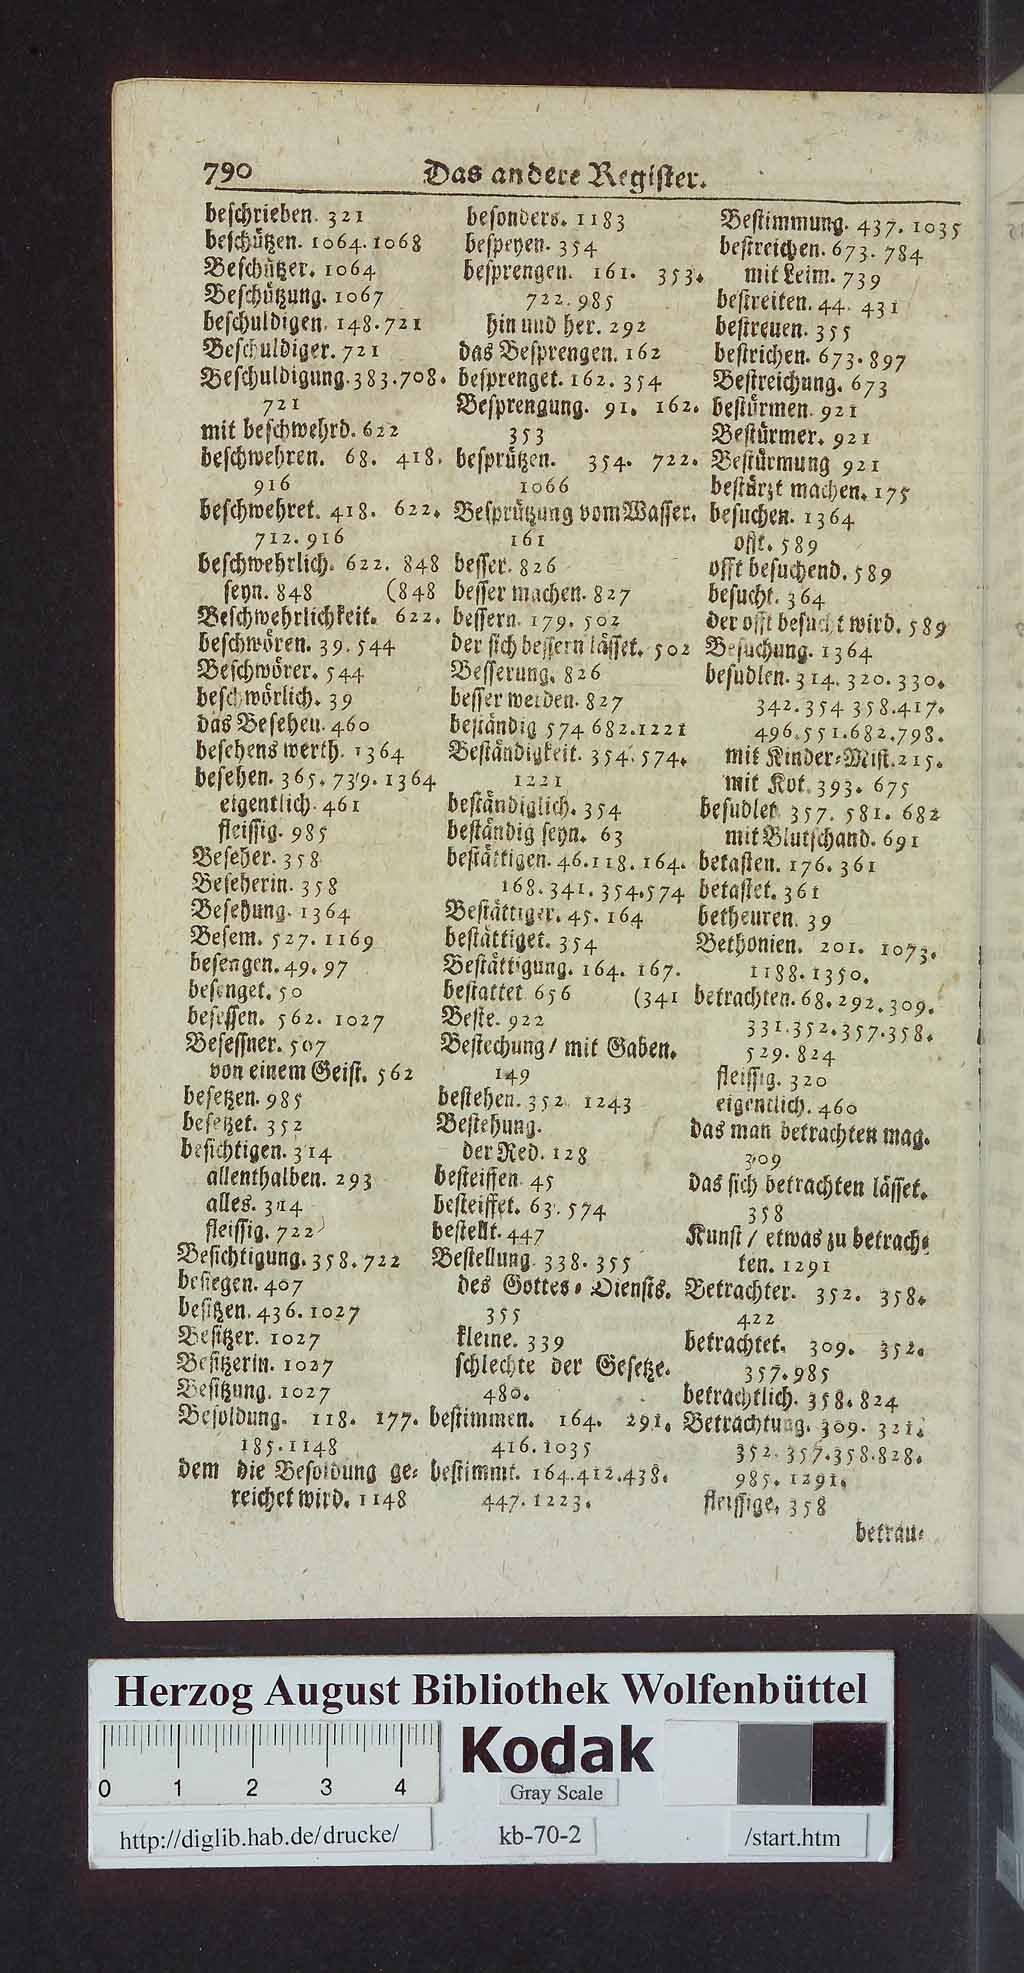 790 Das andere Register.
beschrieben. 321
beschützen. 1064. 1068
Beschützer. 1064
Beschützung. 1067
beschuldigen. 148. 721
Beschuldiger. 721
Beschuldigung. 383. 708.
721
mit beschwehrd. 622
beschwehren. 68. 418.
916
beschwehret. 418. 622.
712. 916
beschwehrlich. 622. 848
seyn. 848 (848
Beschwehrlichkeit. 622.
beschwören. 39. 544
Beschwörer. 544
beschwörlich. 39
das Besehen. 460
besehens werth. 1364
besehen. 365. 739. 1364
eigentlich. 461
fleissig. 985
Beseher. 358
Beseherin. 358
Besehung. 1364
Besem. 527. 1169
besengen. 49. 97
besenget. 50
besessen. 562. 1027
Besessner. 507
von einem Geist. 562
besetzen. 985
besetzet. 352
besichtigen. 314
allenthalben. 293
alles. 314
fleissig. 722
Besichtigung. 358. 722
besiegen. 407
besitzen. 436. 1027
Besitzer. 1027
Besitzerin. 1027
Besitzung. 1027
Besoldung. 118. 177.
185. 1148
dem die Besoldung ge-
reichet wird. 1148
besonders. 1183
bespeyen. 354
besprengen. 161. 353.
722. 985
hin und her. 292
das Besprengen. 162
besprenget. 162. 354
Besprengung. 91. 162.
353
besprützen. 354. 722.
1066
Besprützung vom Wasser.
161
besser. 826
besser machen. 827
bessern. 179. 502
der sich bessern lässet. 502
Besserung. 826
besser werden. 827
beständig 574 682. 1221
Beständigkeit. 354. 574.
1221
beständiglich. 354
beständig seyn. 63
bestättigen. 46. 118. 164.
168. 341. 354. 574
Bestättiger. 45. 164
bestättiget. 354
Bestättigung. 164. 167.
bestattet 656 (341
Beste. 922
Bestechung / mit Gaben.
149
bestehen. 352 1243
Bestehung.
der Red. 128
besteissen 45
besteisset. 63. 574
bestellt. 447
Bestellung. 338. 355
des Gottes-Diensts.
355
kleine. 339
schlechte der Gesetze.
480.
bestimmen. 164. 291.
416. 1035
bestimmt. 164. 412. 438.
447. 1223.
Bestimmung. 437. 1035
bestreichen. 673. 784
mit Leim. 739
bestreiten. 44. 431
bestreuen. 355
bestrichen. 673. 897
Bestreichung. 673
bestürmen. 921
Bestürmer. 921
Bestürmung 921
bestürzt machen. 175
besuchen. 1364
offt. 589
offt besuchend. 589
besucht. 364
der offt besucht wird. 589
Besuchung. 1364
besudlen. 314. 320. 330.
342. 354 358. 417.
496. 551. 682. 798.
mit Kinder-Mist. 215.
mit Kot. 393. 675
besudlet 357. 581. 682
mit Blutschand. 691
betasten. 176. 361
betastet. 361
betheuren. 39
Bethonien. 201. 1073.
1188. 1350.
betrachten. 68. 292. 309.
331. 352. 357. 358.
529. 824
fleissig. 320
eigentlich. 460
das man betrachten mag.
309
das sich betrachten lässet.
358
Kunst / etwas zu betrach-
ten. 1291
Betrachter. 352. 358.
422
betrachtet. 309. 352.
357. 985
betrachtlich. 358. 824
Betrachtung. 309. 321.
352. 357. 358. 828.
985. 1291.
fleissige. 358
betrau-
Herzog August Bibliothek Wolfenbüttel
0 1 2 3 4
Kodak
Gray Scale
http://diglib.hab.de/drucke/ kb-70-2 /start.htm